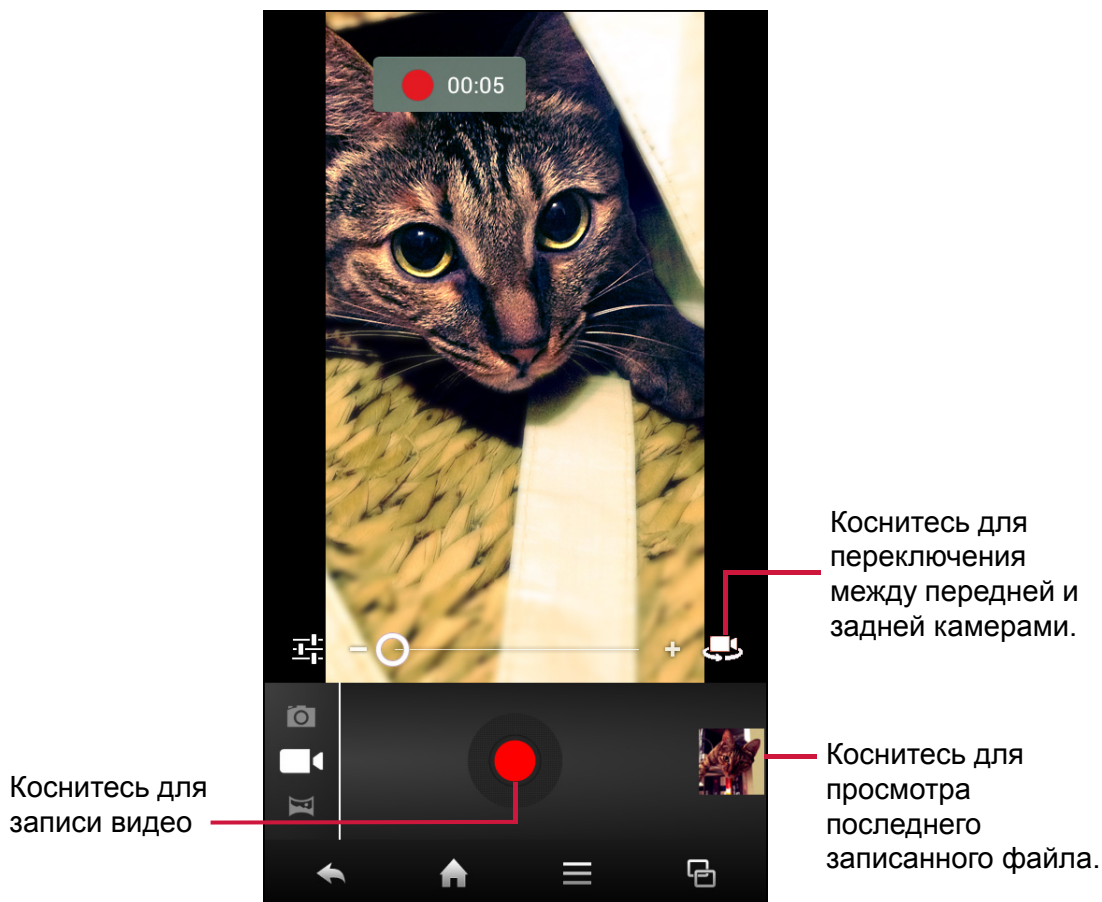 00:05
Коснитесь для
переключения
между передней и
задней камерами.
Коснитесь для
просмотра
последнего
записанного файла.
Коснитесь для
записи видео